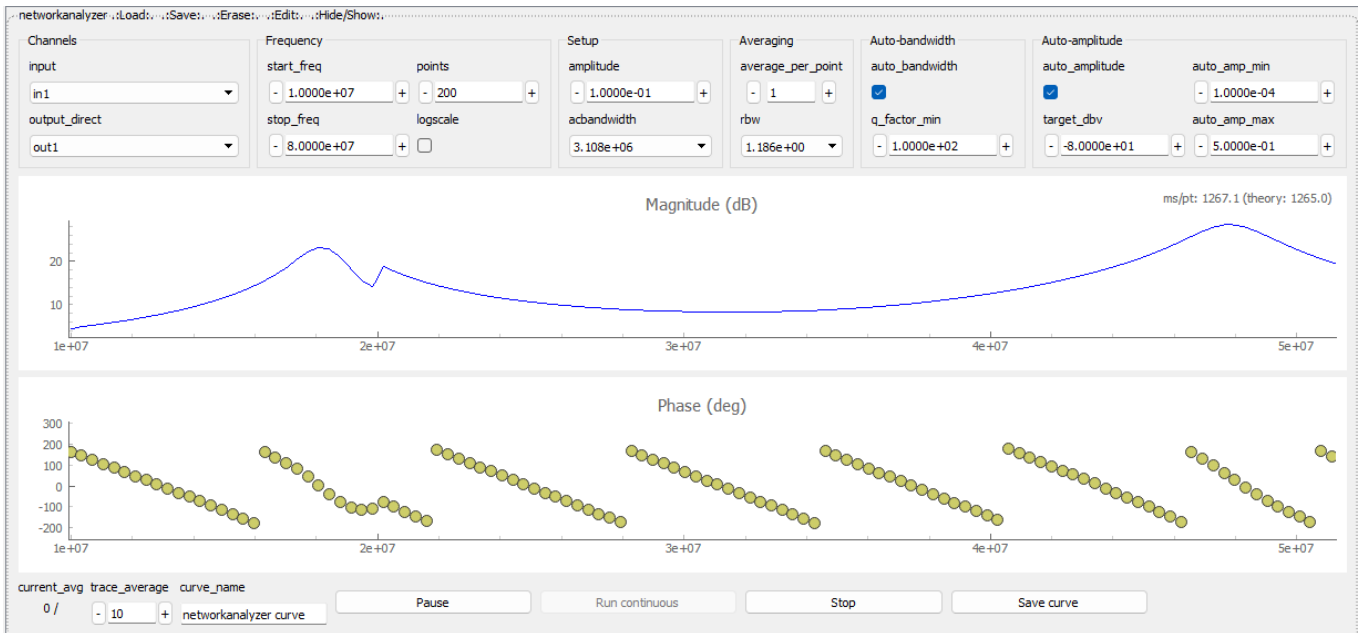 networkanalyzer .:Load:. .:Save:. .:Erase:. .:Edit:. .:Hide/Show:.
Channels
input
in1
output_direct
out1
Frequency
start_freq points
- 1.0000e+07 + - 200 +
stop_freq logscale
- 8.0000e+07 +
Setup
amplitude
- 1.0000e-01 +
acbandwidth
3.108e+06
Averaging
average_per_point
- 1 +
rbw
1.186e+00
Auto-bandwidth
auto_bandwidth
q_factor_min
- 1.0000e+02 +
Auto-amplitude
auto_amplitude auto_amp_min
- 1.0000e-04 +
target_dbv auto_amp_max
- -8.0000e+01 + - 5.0000e-01 +
Magnitude (dB)
ms/pt: 1267.1 (theory: 1265.0)
20
10
1e+07 2e+07 3e+07 4e+07 5e+07
Phase (deg)
300
200
100
0
-100
-200
1e+07 2e+07 3e+07 4e+07 5e+07
current_avg trace_average curve_name
0 / - 10 + networkanalyzer curve Pause Run continuous Stop Save curve